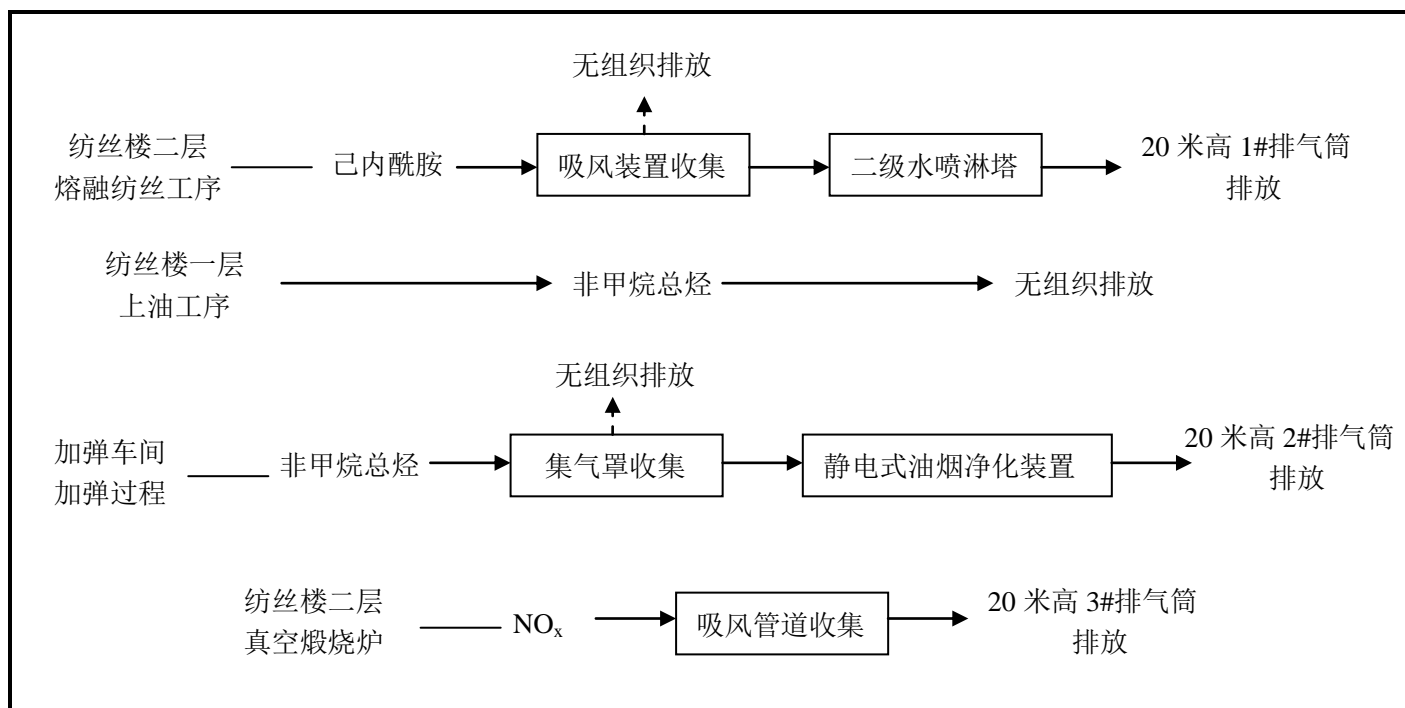 无组织排放
纺丝楼二层
熔融纺丝工序
己内酰胺
吸风装置收集
二级水喷淋塔
20 米高 1#排气筒
排放
纺丝楼一层
上油工序
非甲烷总烃
无组织排放
无组织排放
加弹车间
加弹过程
非甲烷总烃
集气罩收集
静电式油烟净化装置
20 米高 2#排气筒
排放
纺丝楼二层
真空煅烧炉
NOx
吸风管道收集
20 米高 3#排气筒
排放